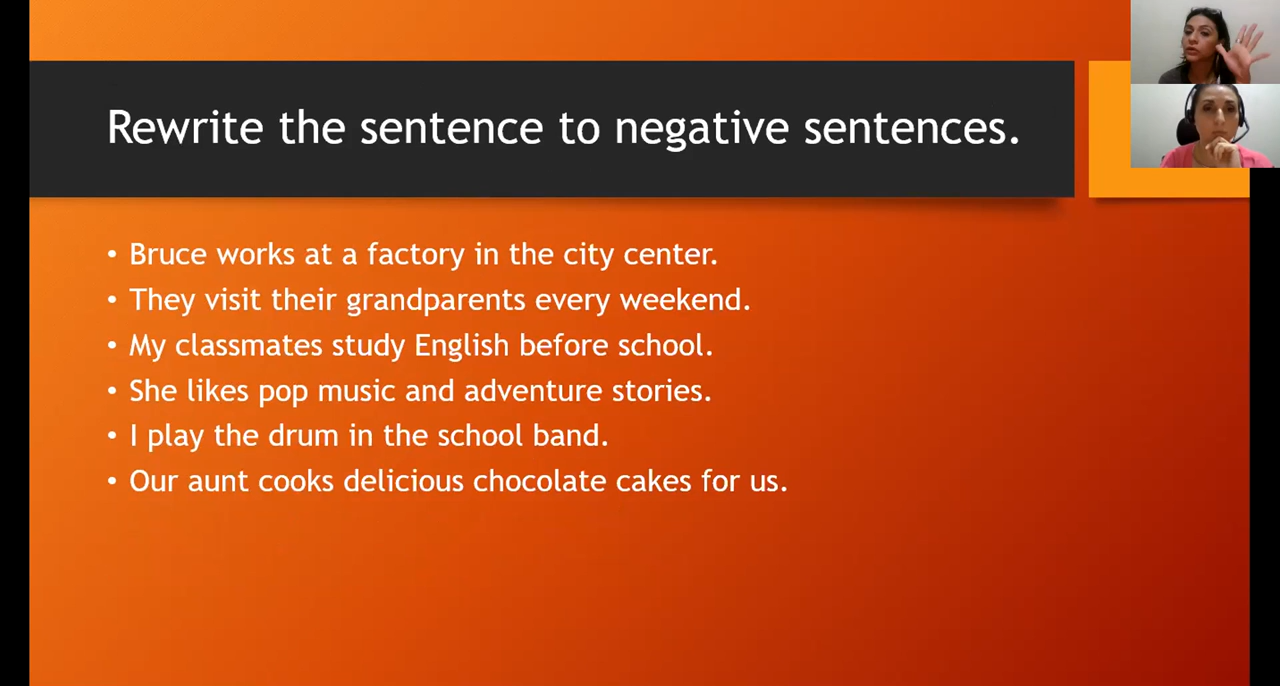 Rewrite the sentence to negative sentences.
• Bruce works at a factory in the city center.
• They visit their grandparents every weekend.
• My classmates study English before school.
• She likes pop music and adventure stories.
• I play the drum in the school band.
• Our aunt cooks delicious chocolate cakes for us.